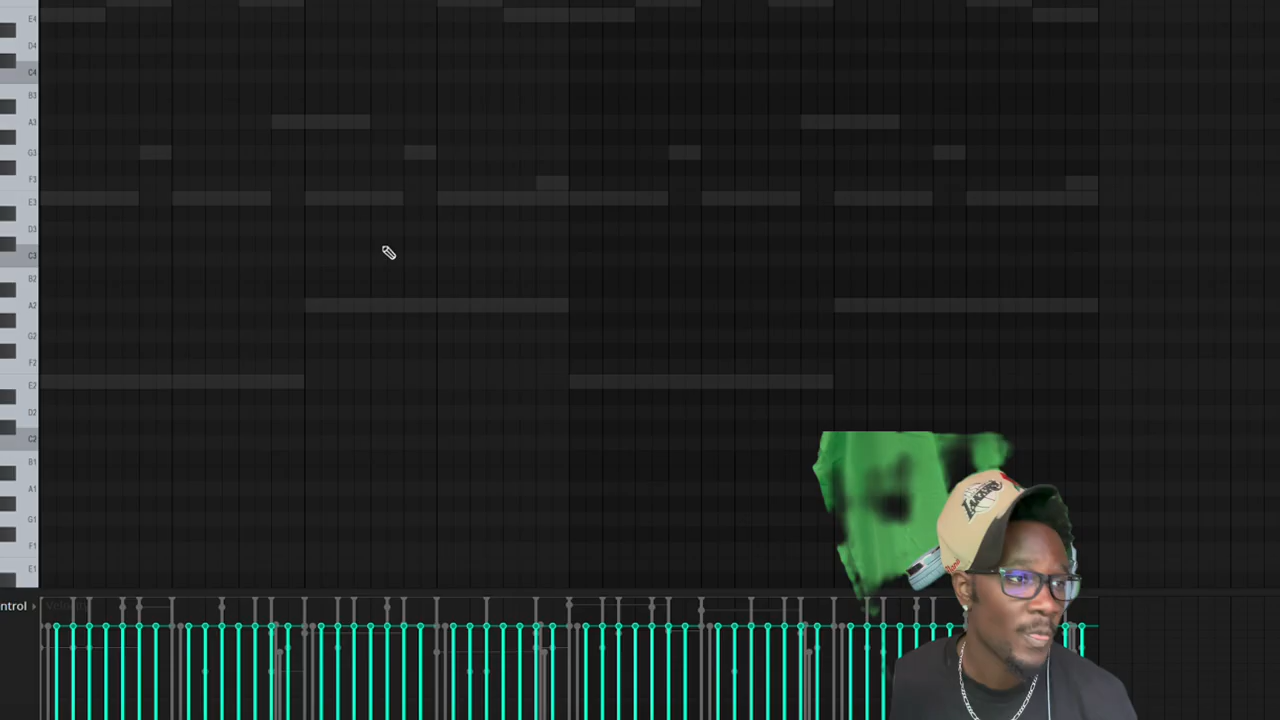 E4
D4
C4
B3
A3
G3
F3
E3
D3
C3
B2
A2
G2
F2
E2
D2
C2
B1
A1
G1
F1
E1
ntrol
Velocity
LAKERS